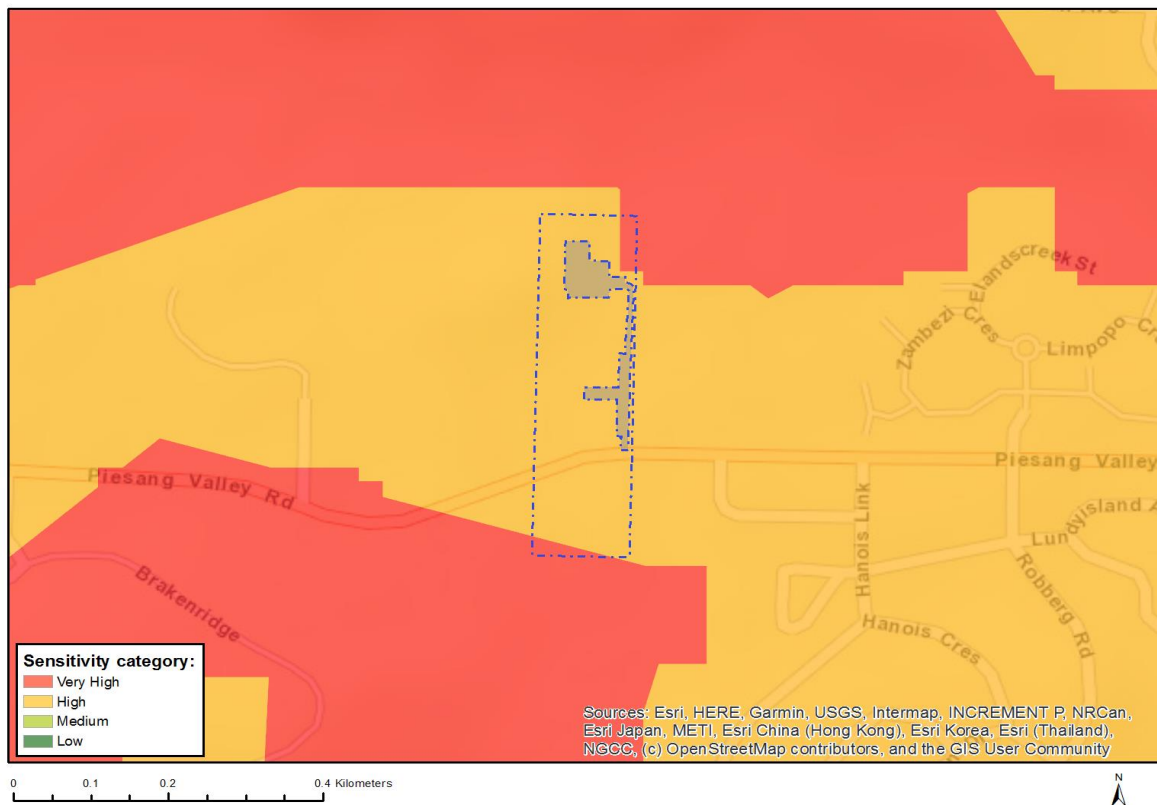 Elandscreek St
Zambezi Cres
Limpopo
Piesang Valley Rd
Piesang Valley
Lundyisland A
Hanois Link
Robberg Rd
Brakenridge
Hanois Cres
Sensitivity category:
Very High
High
Medium
Low
Sources: Esri, HERE, Garmin, USGS, Intermap, INCREMENT P, NRCan,
Esri Japan, METI, Esri China (Hong Kong), Esri Korea, Esri (Thailand),
NGCC, (c) OpenStreetMap contributors, and the GIS User Community
0 0.1 0.2 0.4 Kilometers
N